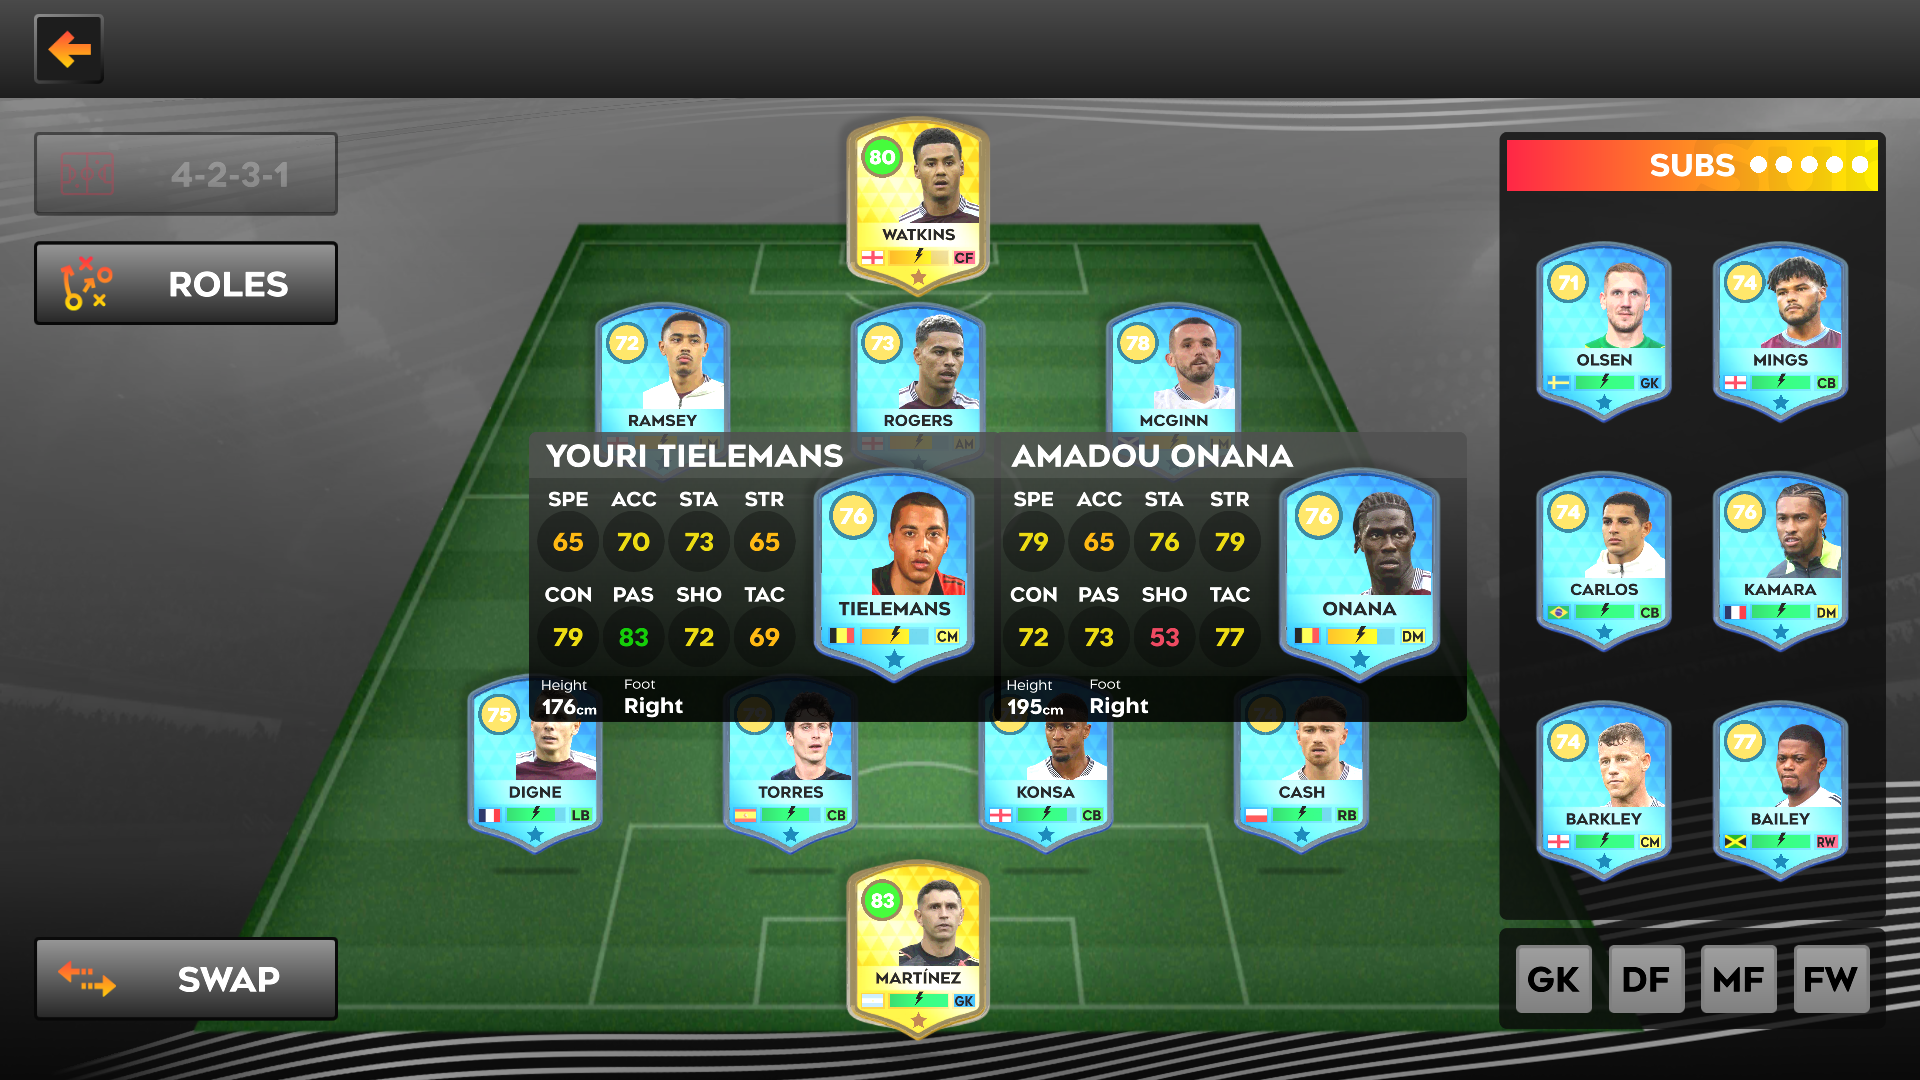 4-2-3-1
ROLES
SWAP
80
WATKINS
CF
72
RAMSEY
LM
73
ROGERS
AM
78
MCGINN
YOURI TIELEMANS
SPE ACC STA STR
65 70 73 65
CON PAS SHO TAC
79 83 72 69
Height Foot
176cm Right
76
TIELEMANS
CM
AMADOU ONANA
SPE ACC STA STR
79 65 76 79
CON PAS SHO TAC
72 73 53 77
Height Foot
195cm Right
76
ONANA
DM
75
DIGNE
LB
TORRES
CB
KONSA
CB
CASH
RB
83
MARTÍNEZ
GK
SUBS
71
OLSEN
GK
74
MINGS
CB
74
CARLOS
CB
76
KAMARA
DM
74
BARKLEY
CM
77
BAILEY
RW
GK DF MF FW